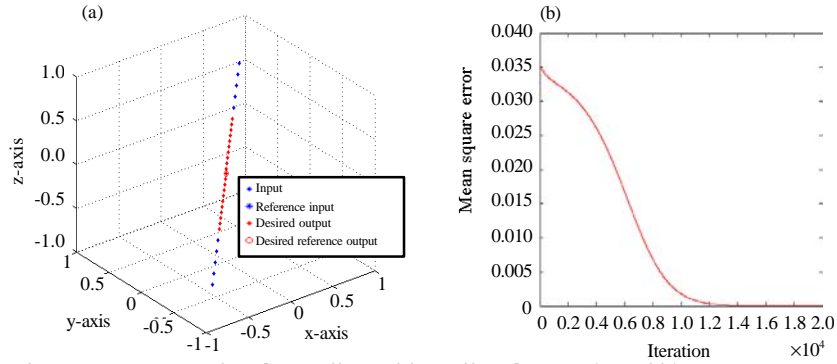 (a)
1.0
0.5
0.0
-0.5
-1.0
z-axis
1
0.5
0
-0.5
-1
y-axis
-1
-0.5
0
0.5
1
x-axis
Input
Reference input
Desired output
Desired reference output
(b)
0.040
0.035
0.030
0.025
0.020
0.015
0.010
0.005
0
Mean square error
0 0.2 0.4 0.6 0.8 1.0 1.2 1.4 1.6 1.8 2.0
Iteration
×10⁴